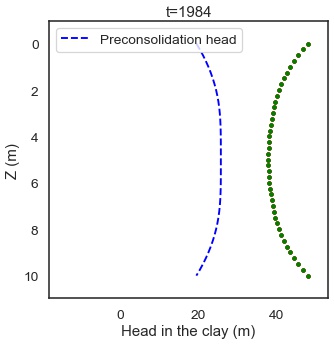 t=1984
Preconsolidation head
0
2
4
6
8
10
Z (m)
0 20 40
Head in the clay (m)